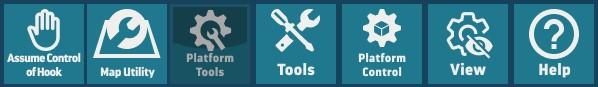 Assume Control
of Hook
Map Utility
Platform
Tools
Tools
Platform
Control
View
Help